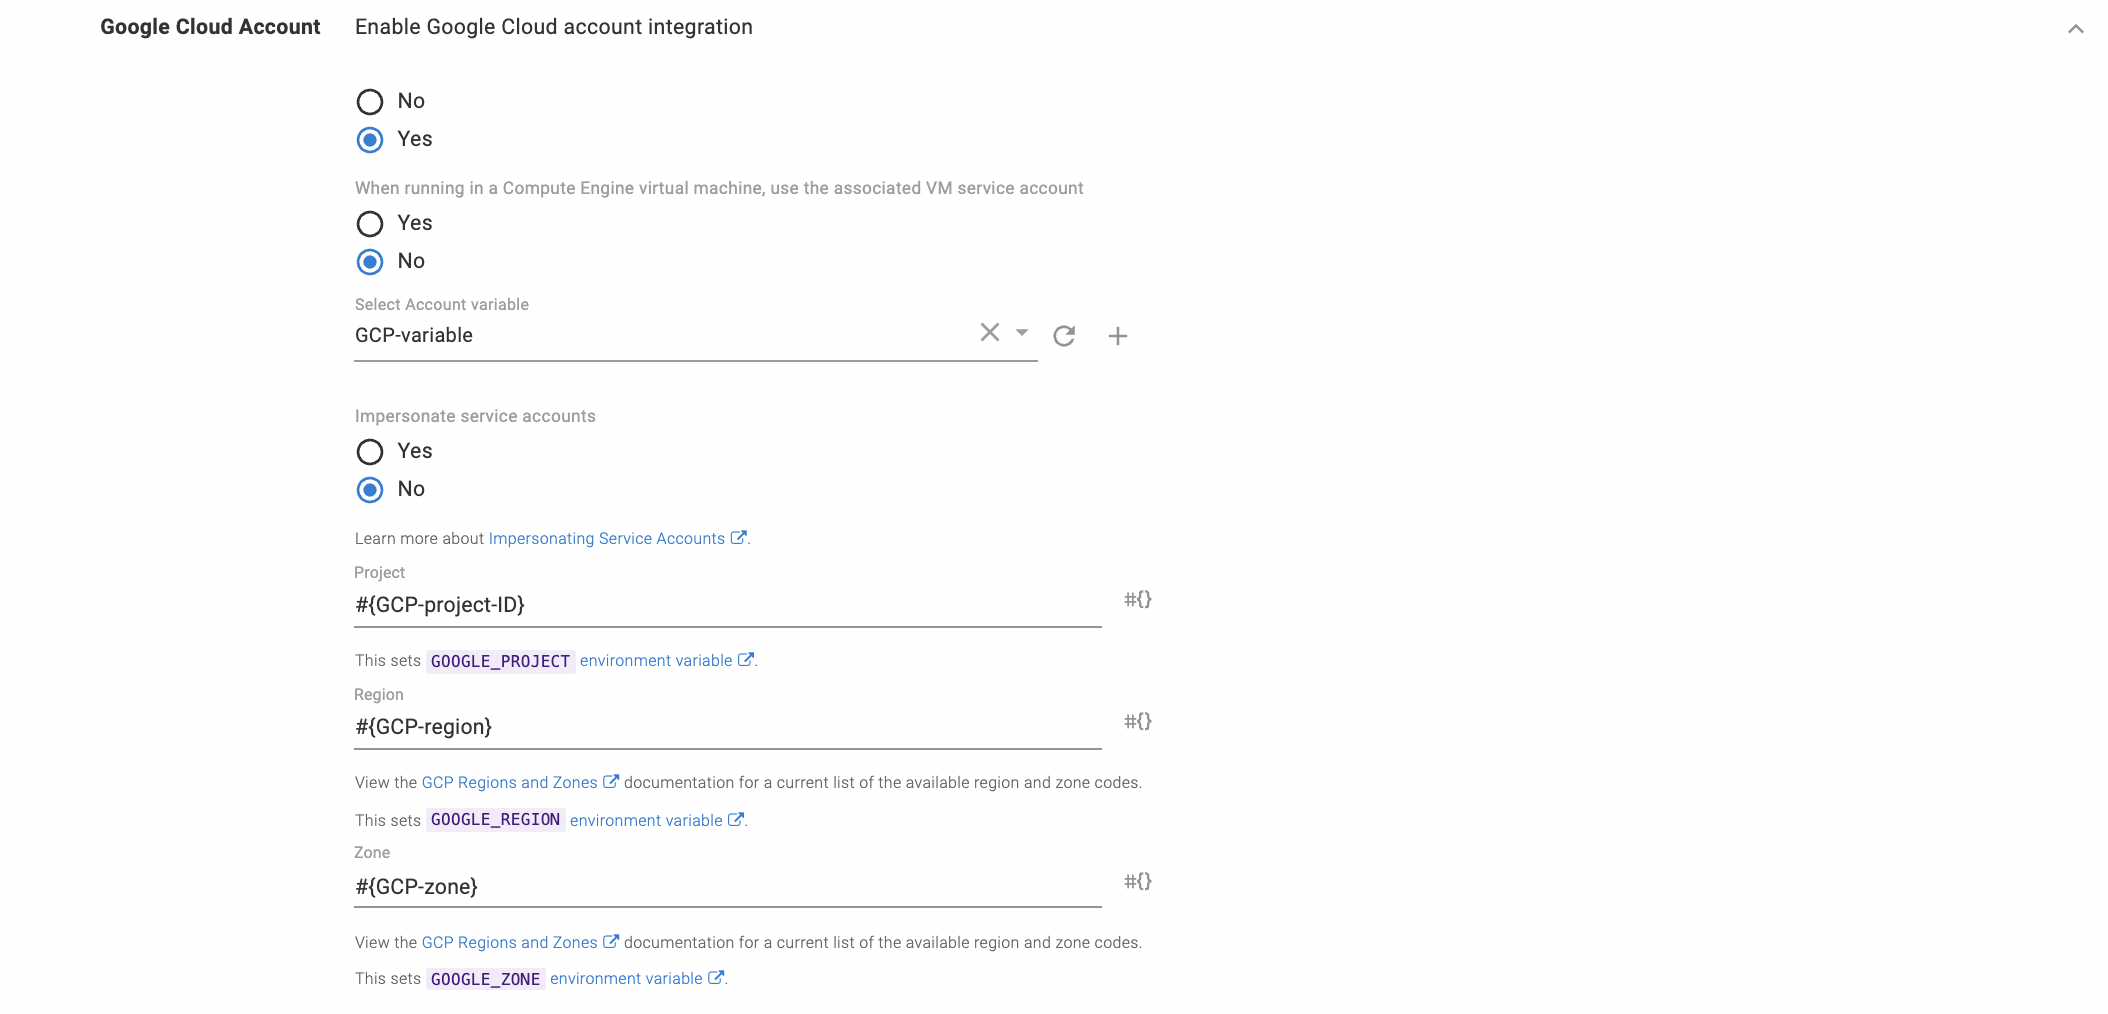 Google Cloud Account Enable Google Cloud account integration
No
Yes
When running in a Compute Engine virtual machine, use the associated VM service account
Yes
No
Select Account variable
GCP-variable
Impersonate service accounts
Yes
No
Learn more about Impersonating Service Accounts.
Project
#{GCP-project-ID} #{}
This sets GOOGLE_PROJECT environment variable.
Region
#{GCP-region} #{}
View the GCP Regions and Zones documentation for a current list of the available region and zone codes.
This sets GOOGLE_REGION environment variable.
Zone
#{GCP-zone} #{}
View the GCP Regions and Zones documentation for a current list of the available region and zone codes.
This sets GOOGLE_ZONE environment variable.